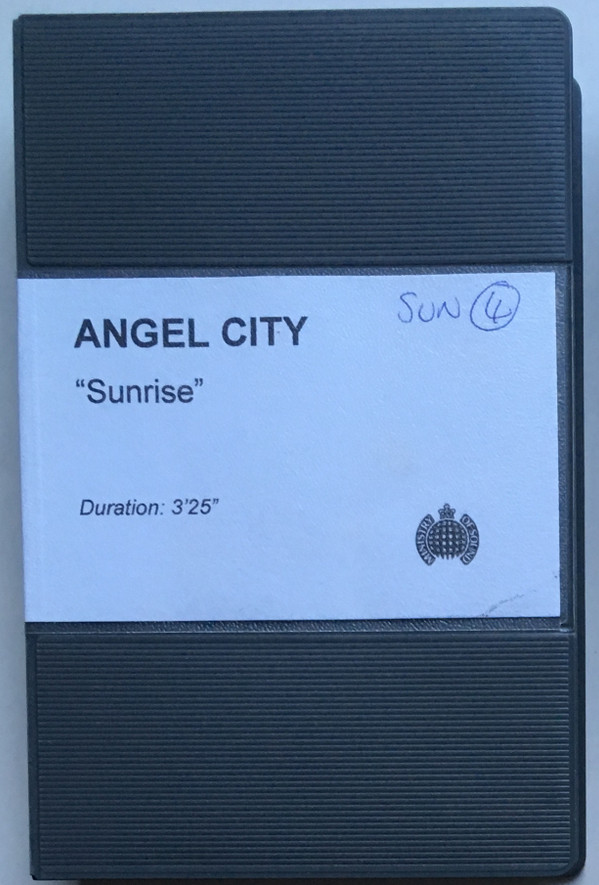 SUN 4
ANGEL CITY
“Sunrise”
Duration: 3’25”
MINISTRY OF SOUND